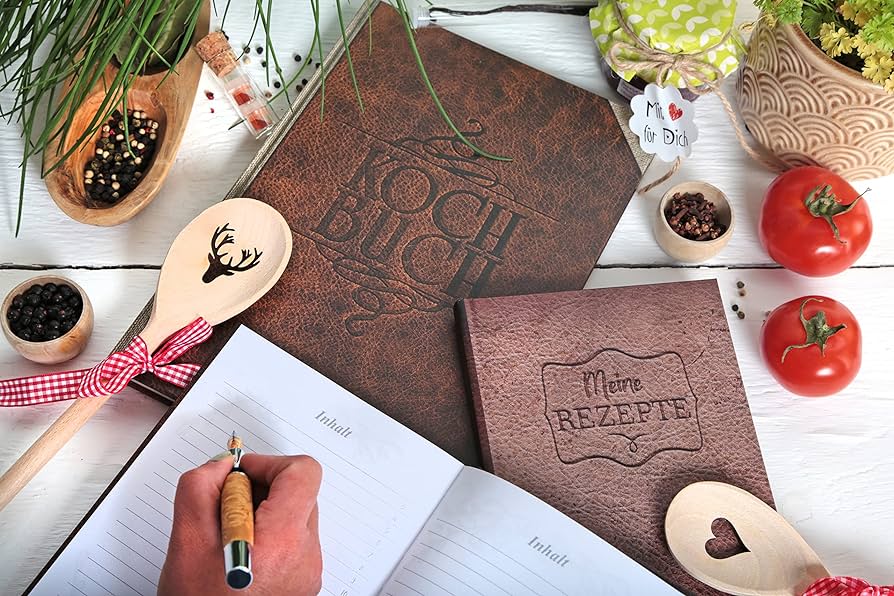 KOCH
BUCH
Mit
für Dich
Meine
REZEPTE
Inhalt
Inhalt